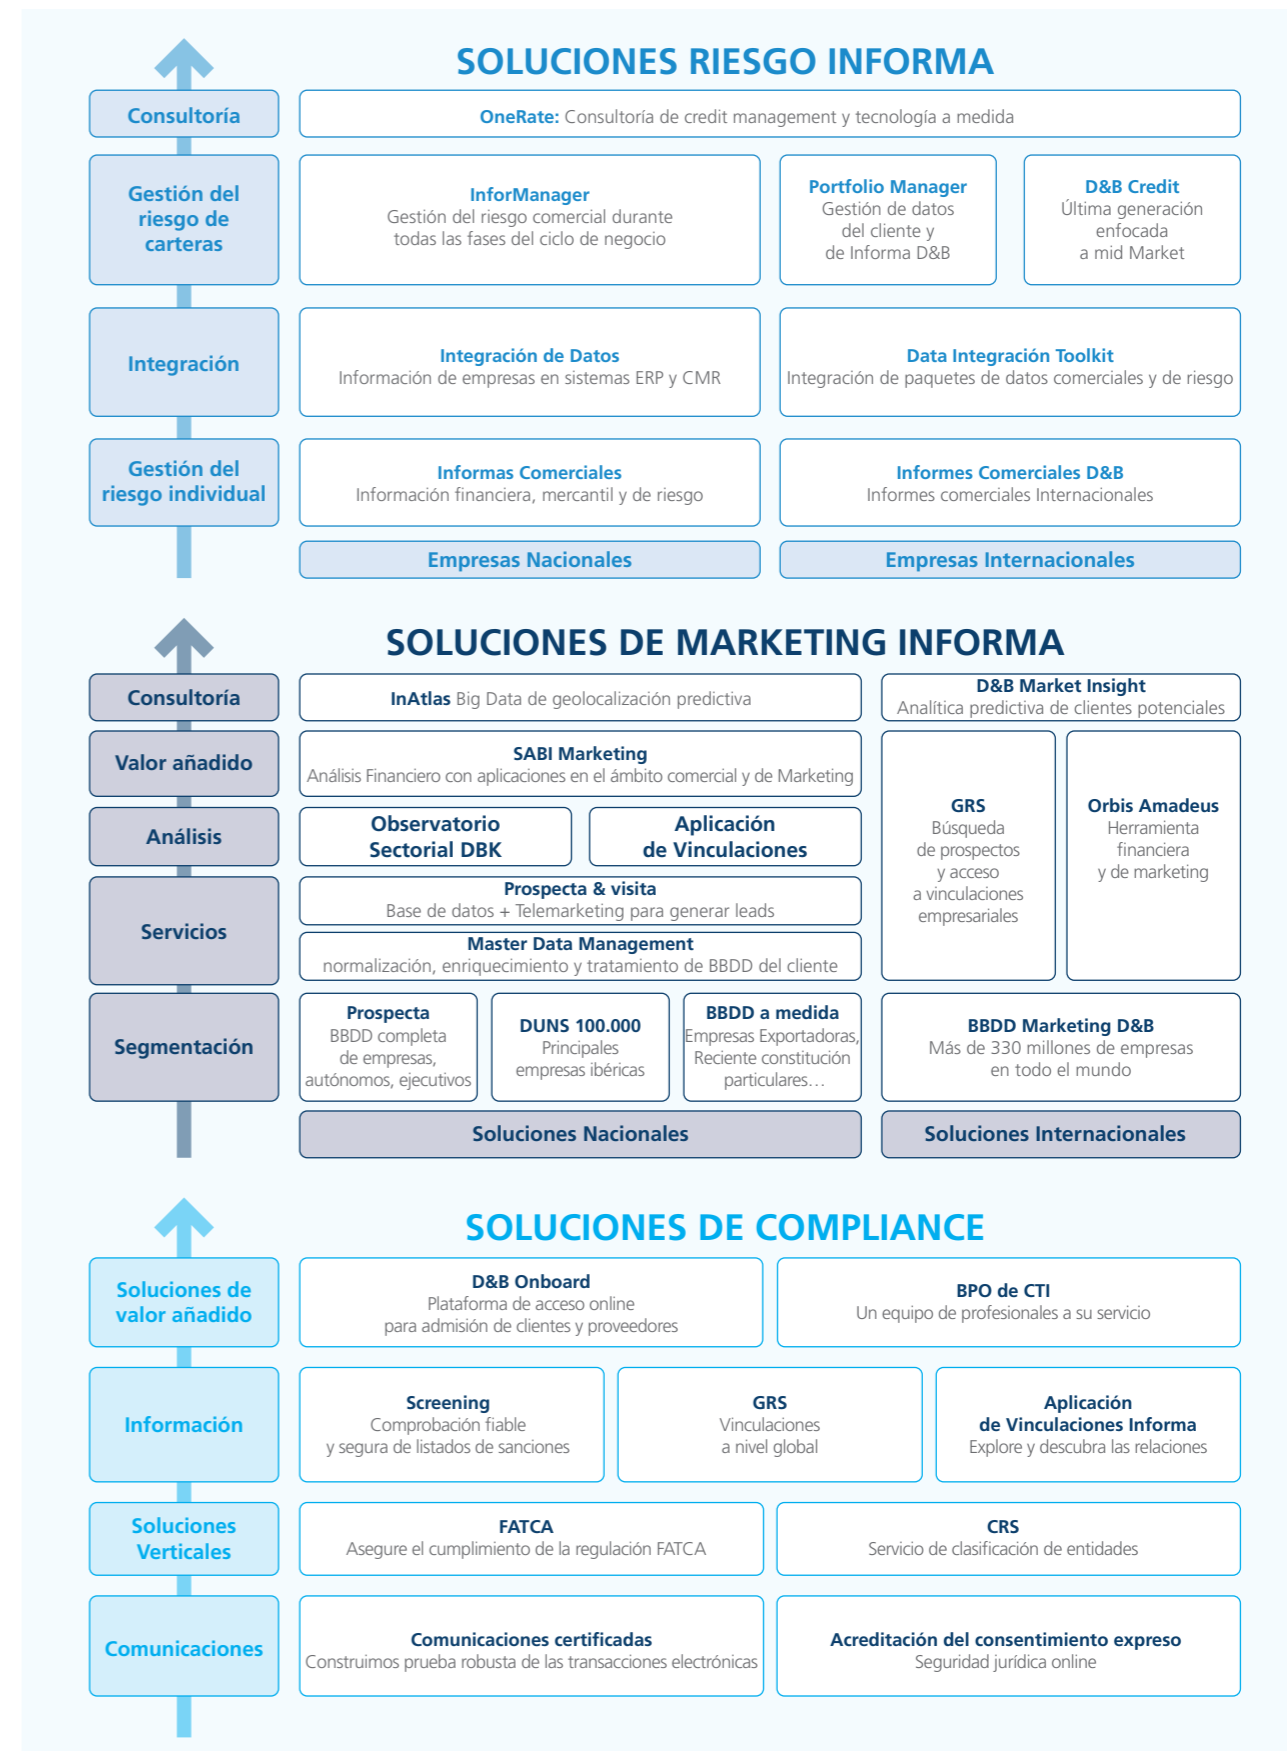 SOLUCIONES RIESGO INFORMA
Consultoría
OneRate: Consultoría de credit management y tecnología a medida
Gestión del
riesgo de
carteras
InforManager
Gestión del riesgo comercial durante
todas las fases del ciclo de negocio
Portfolio Manager
Gestión de datos
del cliente y
de Informa D&B
D&B Credit
Última generación
enfocada
a mid Market
Integración
Integración de Datos
Información de empresas en sistemas ERP y CMR
Data Integración Toolkit
Integración de paquetes de datos comerciales y de riesgo
Gestión del
riesgo individual
Informas Comerciales
Información financiera, mercantil y de riesgo
Informes Comerciales D&B
Informes comerciales Internacionales
Empresas Nacionales
Empresas Internacionales
SOLUCIONES DE MARKETING INFORMA
Consultoría
InAtlas Big Data de geolocalización predictiva
D&B Market Insight
Analítica predictiva de clientes potenciales
Valor añadido
SABI Marketing
Análisis Financiero con aplicaciones en el ámbito comercial y de Marketing
GRS
Búsqueda
de prospectos
y acceso
a vinculaciones
empresariales
Orbis Amadeus
Herramienta
financiera
y de marketing
Análisis
Observatorio
Sectorial DBK
Aplicación
de Vinculaciones
Servicios
Prospecta & visita
Base de datos + Telemarketing para generar leads
Master Data Management
normalización, enriquecimiento y tratamiento de BBDD del cliente
Segmentación
Prospecta
BBDD completa
de empresas,
autónomos, ejecutivos
DUNS 100.000
Principales
empresas ibéricas
BBDD a medida
Empresas Exportadoras,
Reciente constitución
particulares…
BBDD Marketing D&B
Más de 330 millones de empresas
en todo el mundo
Soluciones Nacionales
Soluciones Internacionales
SOLUCIONES DE COMPLIANCE
Soluciones de
valor añadido
D&B Onboard
Plataforma de acceso online
para admisión de clientes y proveedores
BPO de CTI
Un equipo de profesionales a su servicio
Información
Screening
Comprobación fiable
y segura de listados de sanciones
GRS
Vinculaciones
a nivel global
Aplicación
de Vinculaciones Informa
Explore y descubra las relaciones
Soluciones
Verticales
FATCA
Asegure el cumplimiento de la regulación FATCA
CRS
Servicio de clasificación de entidades
Comunicaciones
Comunicaciones certificadas
Construimos prueba robusta de las transacciones electrónicas
Acreditación del consentimiento expreso
Seguridad jurídica online